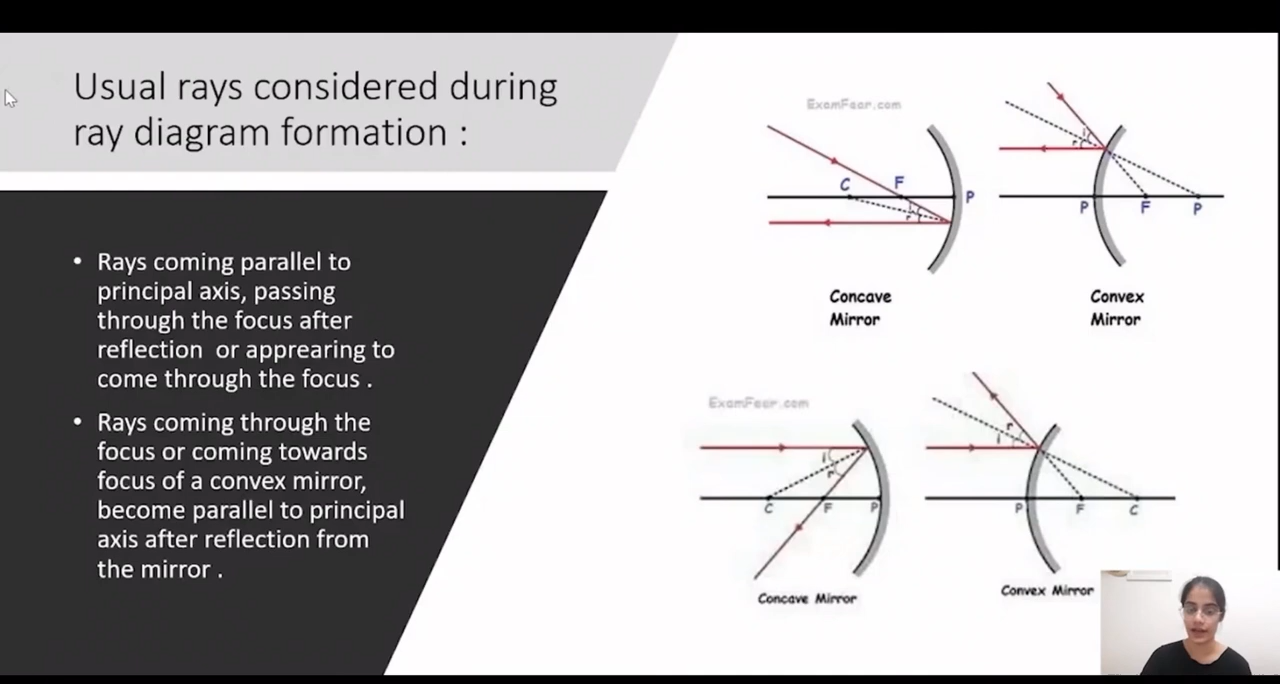 Usual rays considered during
ray diagram formation :
• Rays coming parallel to
principal axis, passing
through the focus after
reflection or apprearing to
come through the focus .
• Rays coming through the
focus or coming towards
focus of a convex mirror,
become parallel to principal
axis after reflection from
the mirror .
ExamFear.com
C F P
i
r
Concave
Mirror
i
r
P F P
Convex
Mirror
ExamFear.com
i
r
C F P
Concave Mirror
r
i
P F C
Convex Mirror